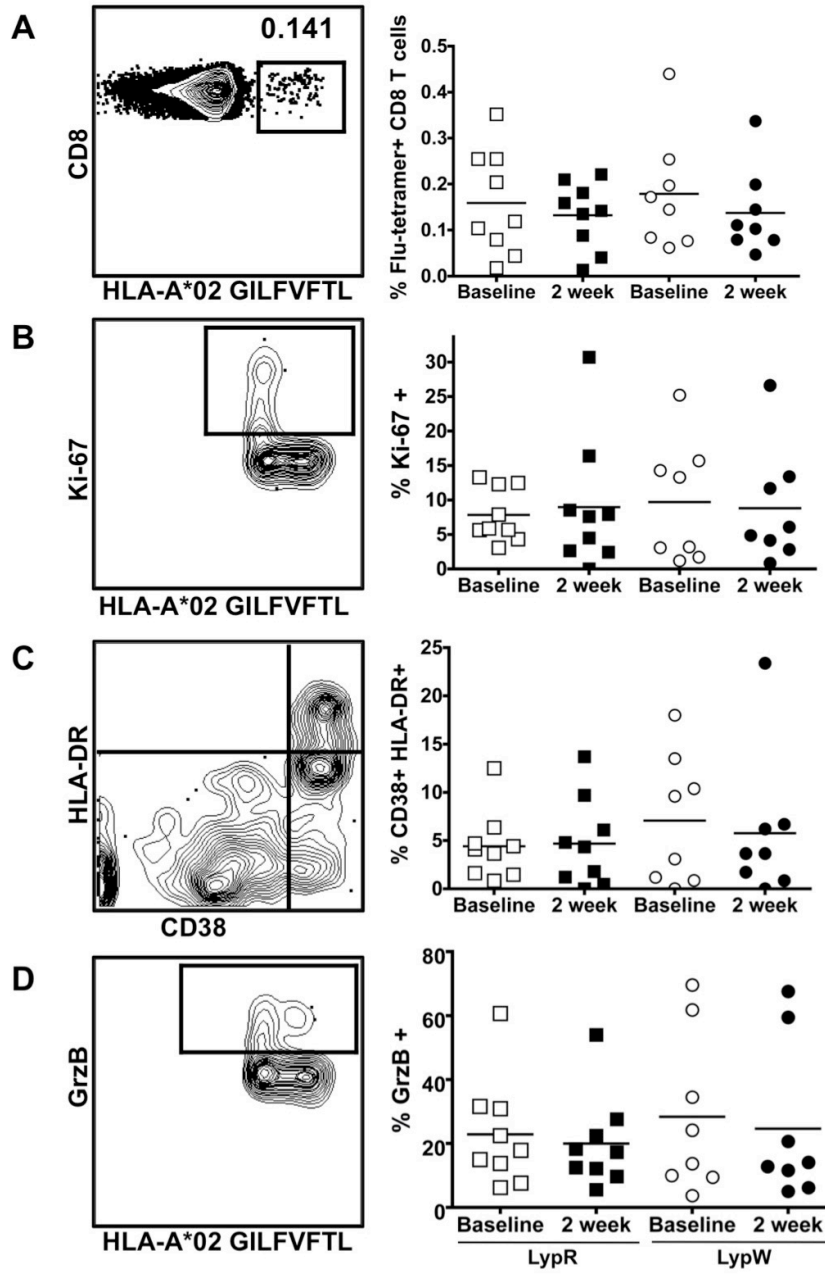 A
0.141
CD8
HLA-A*02 GILFVFTL
% Flu-tetramer+ CD8 T cells
0.5
0.4
0.3
0.2
0.1
0.0
Baseline 2 week Baseline 2 week
B
Ki-67
HLA-A*02 GILFVFTL
% Ki-67 +
30
25
20
15
10
5
0
Baseline 2 week Baseline 2 week
C
HLA-DR
CD38
% CD38+ HLA-DR+
25
20
15
10
5
0
Baseline 2 week Baseline 2 week
D
GrzB
HLA-A*02 GILFVFTL
% GrzB +
80
60
40
20
0
Baseline 2 week Baseline 2 week
LypR LypW